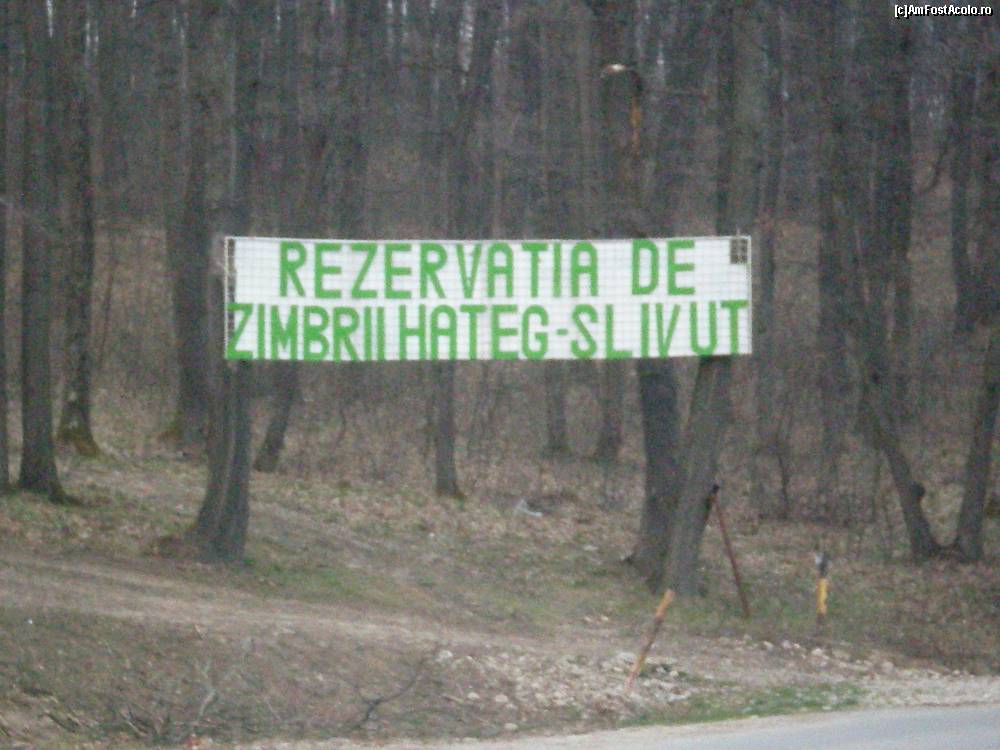 [c]AmFostAcolo.ro
REZERVATIA DE
ZIMBRII HATEG-SLIVUT